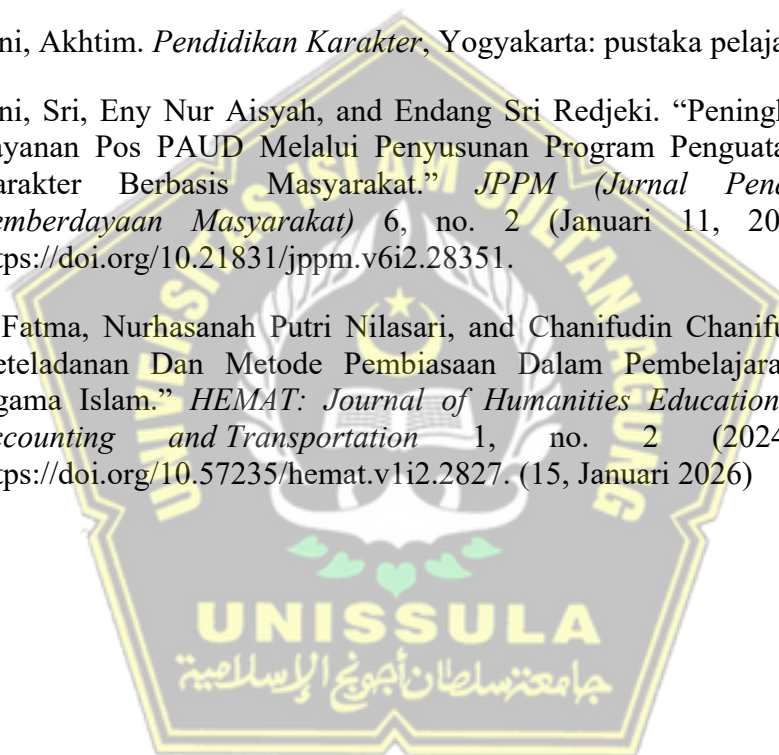 ni, Akhtim. Pendidikan Karakter, Yogyakarta: pustaka pelaja
ni, Sri, Eny Nur Aisyah, and Endang Sri Redjeki. “Peningk
ayanan Pos PAUD Melalui Penyusunan Program Penguata
arakter Berbasis Masyarakat.” JPPM (Jurnal Pend
emberdayaan Masyarakat) 6, no. 2 (Januari 11, 20
tps://doi.org/10.21831/jppm.v6i2.28351.
Fatma, Nurhasanah Putri Nilasari, and Chanifudin Chanifu
eteladanan Dan Metode Pembiasaan Dalam Pembelajara
gama Islam.” HEMAT: Journal of Humanities Education
ccounting and Transportation 1, no. 2 (2024
tps://doi.org/10.57235/hemat.v1i2.2827. (15, Januari 2026)
UNIVERSITAS ISLAM SULTAN AGUNG
UNISSULA
جامعة سلطان أجونج الإسلامية